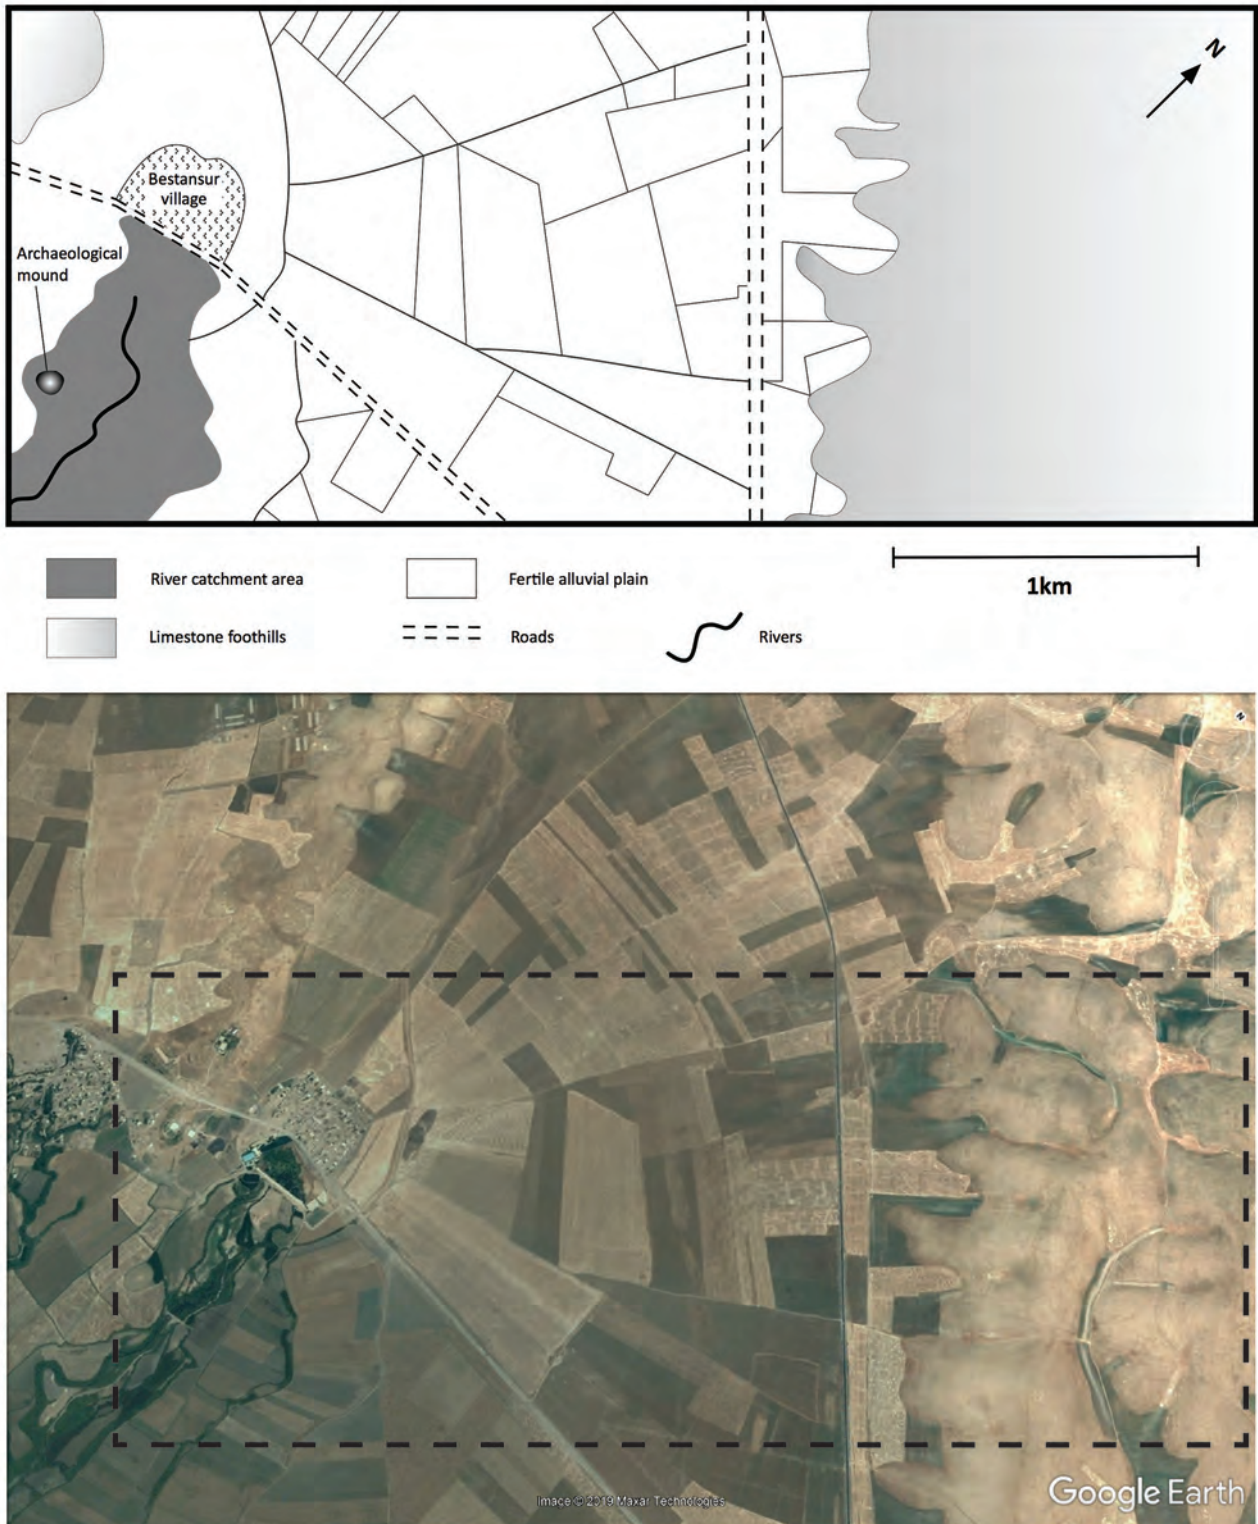 N
Bestansur
village
Archaeological
mound
River catchment area
Fertile alluvial plain
1km
Limestone foothills
Roads
Rivers
N
Image © 2019 Maxar Technologies
Google Earth